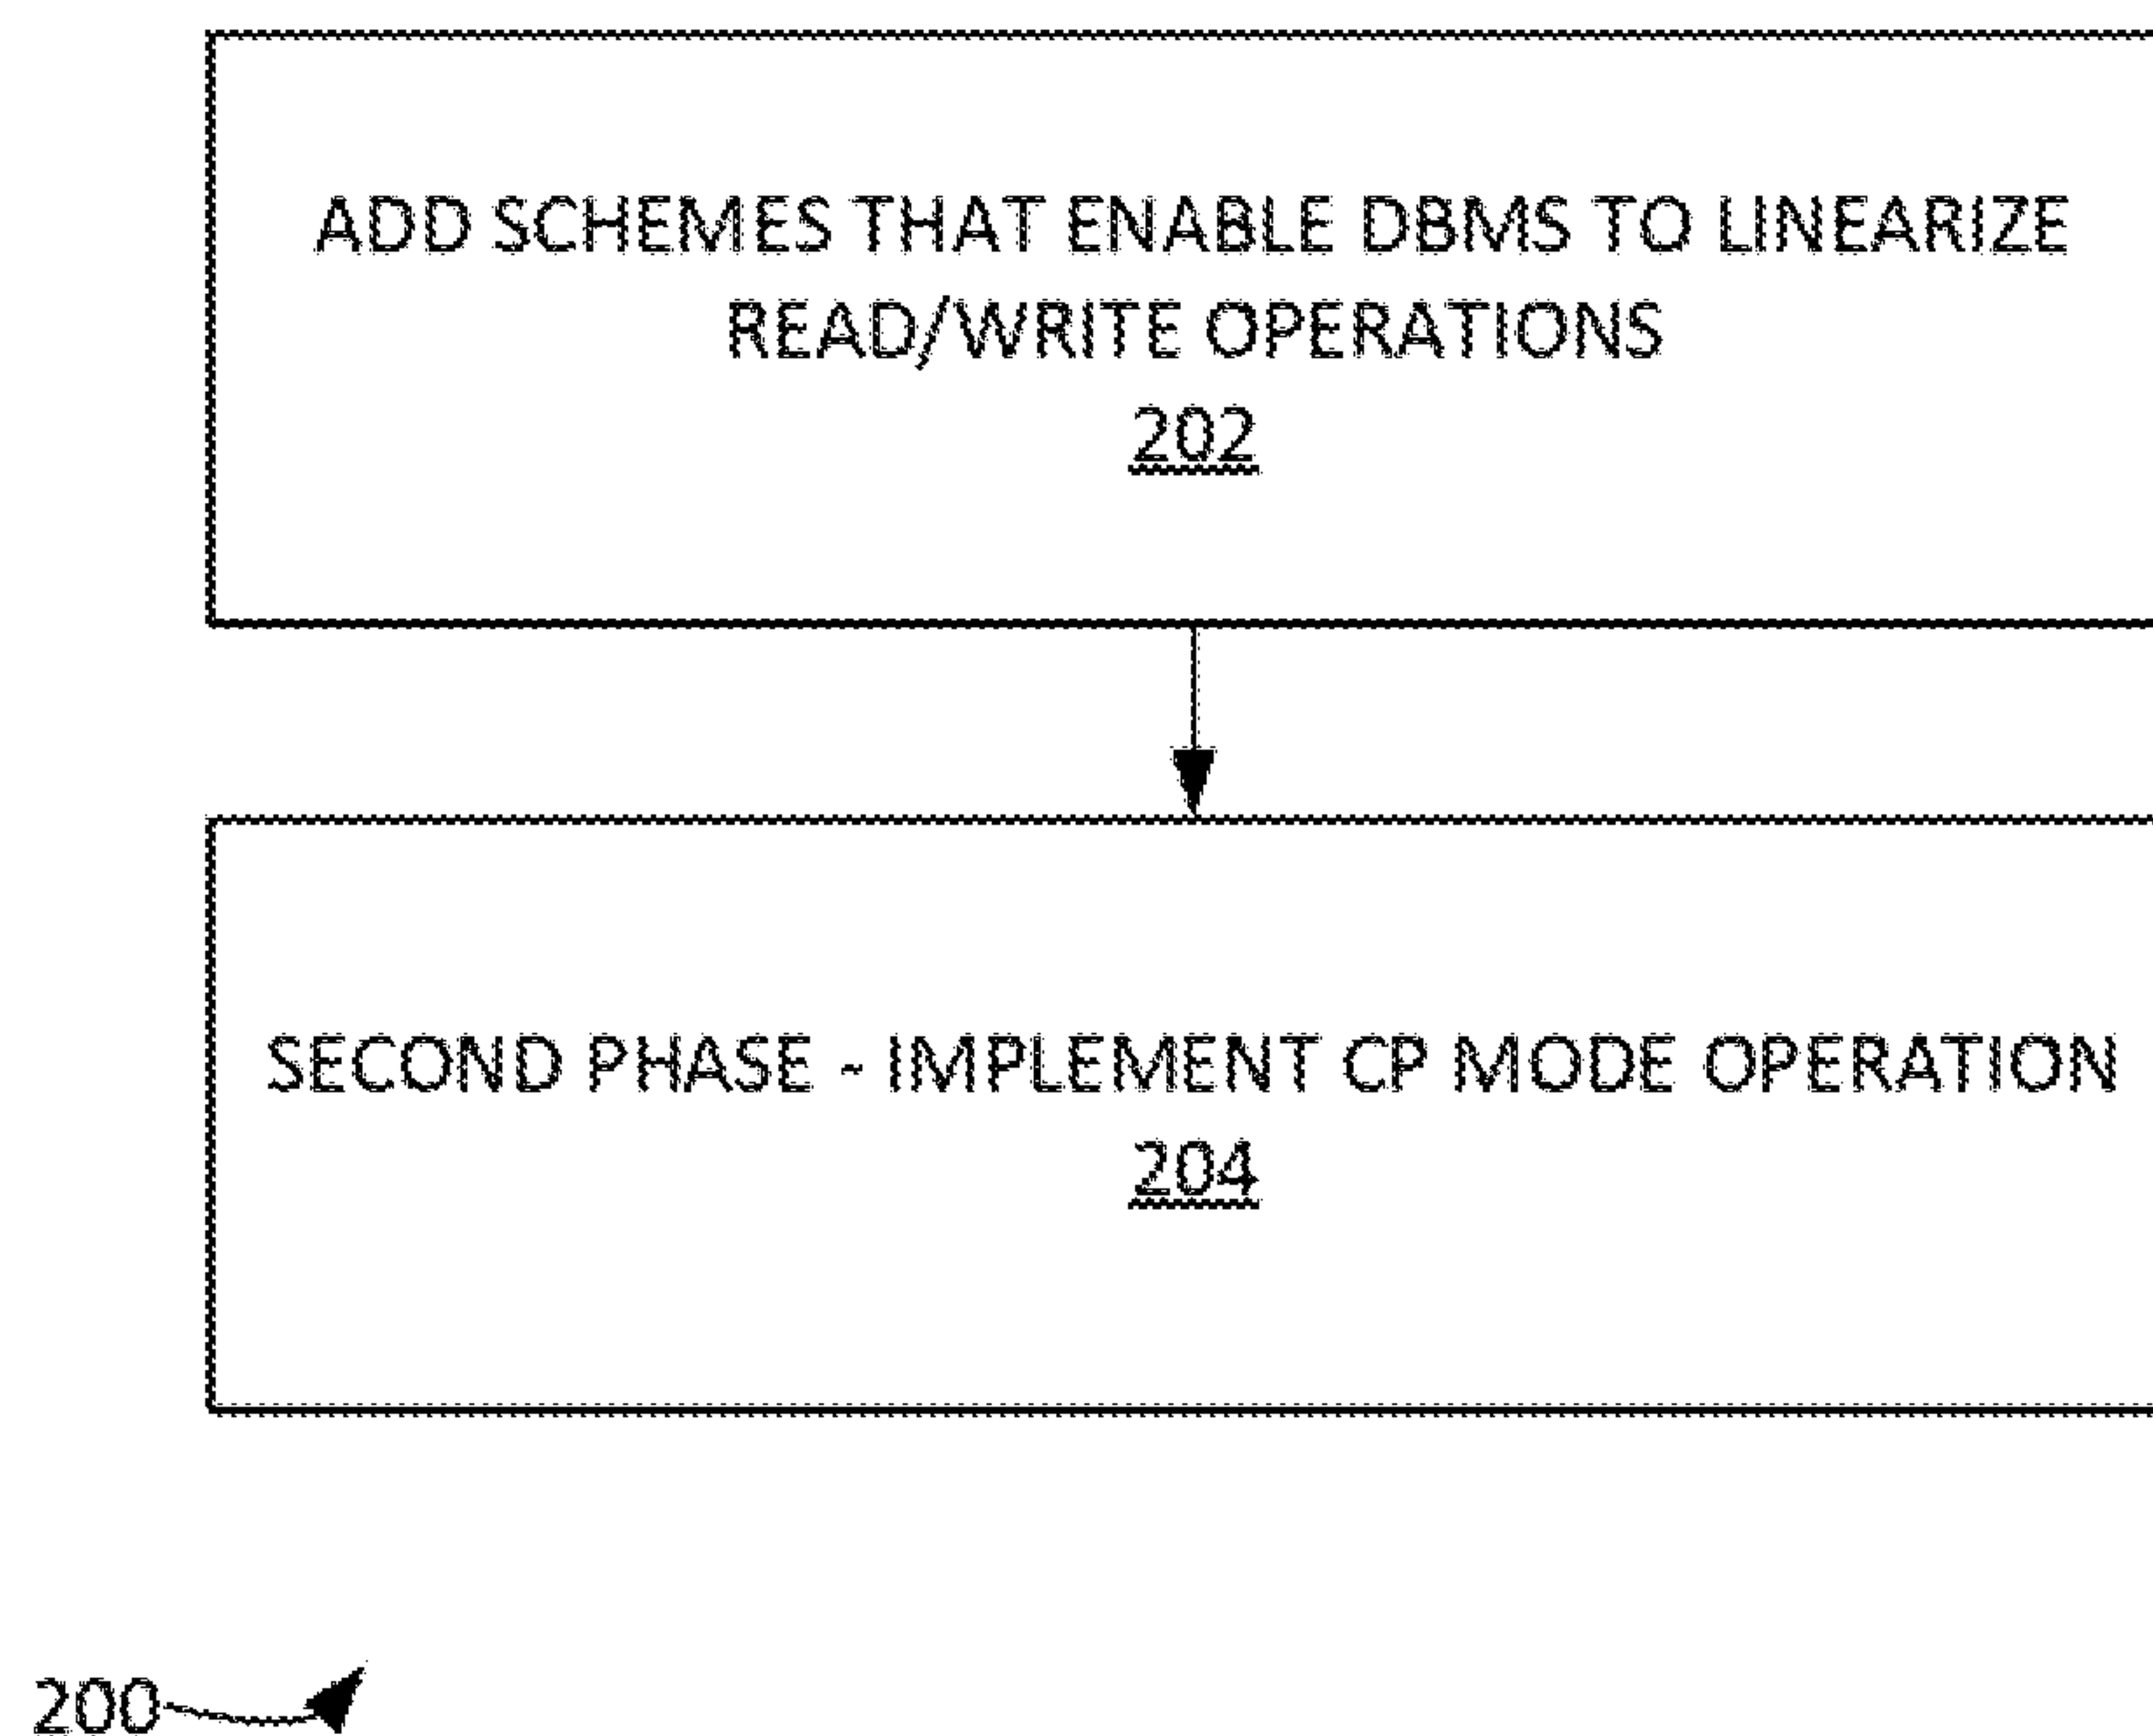 ADD SCHEMES THAT ENABLE DBMS TO LINEARIZE
READ/WRITE OPERATIONS
202
SECOND PHASE - IMPLEMENT CP MODE OPERATION
204
200